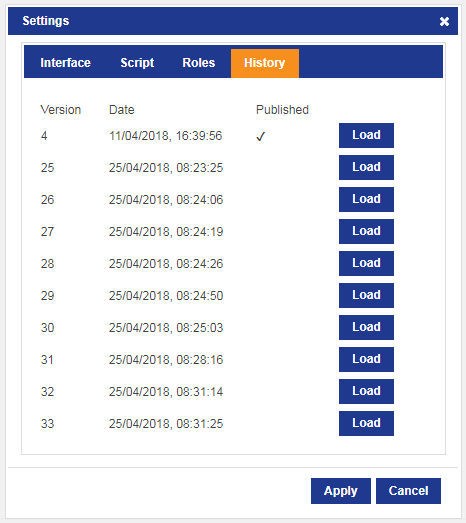 Settings
Interface Script Roles History
Version Date Published
4 11/04/2018, 16:39:56 ✓ Load
25 25/04/2018, 08:23:25 Load
26 25/04/2018, 08:24:06 Load
27 25/04/2018, 08:24:19 Load
28 25/04/2018, 08:24:26 Load
29 25/04/2018, 08:24:50 Load
30 25/04/2018, 08:25:03 Load
31 25/04/2018, 08:28:16 Load
32 25/04/2018, 08:31:14 Load
33 25/04/2018, 08:31:25 Load
Apply Cancel